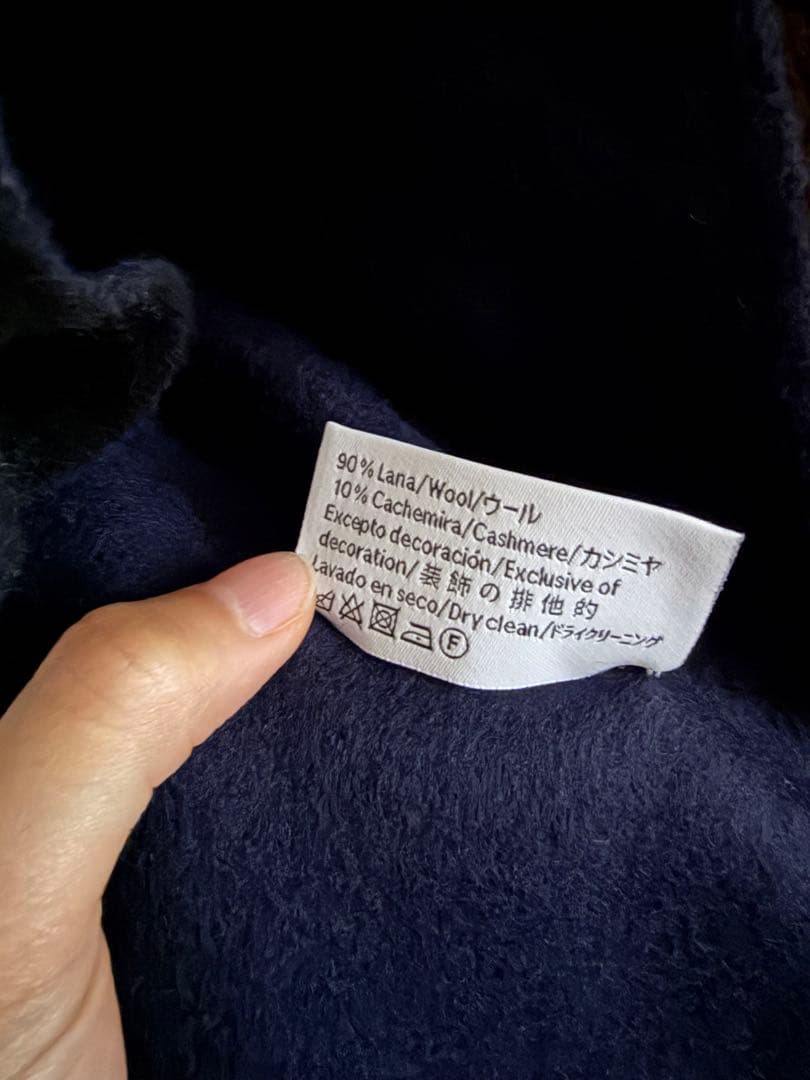 90% Lana/Wool/ウール
10% Cachemira/Cashmere/カシミヤ
Excepto decoración/Exclusive of
decoration/装飾の排他的
Lavado en seco/Dry clean/ドライクリーニング
F